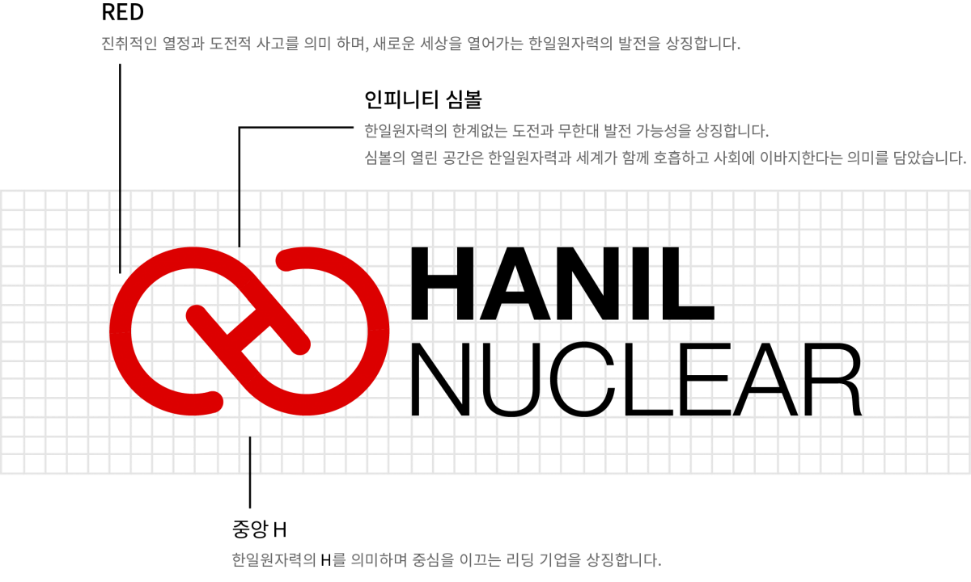 RED
진취적인 열정과 도전적 사고를 의미 하며, 새로운 세상을 열어가는 한일원자력의 발전을 상징합니다.
인피니티 심볼
한일원자력의 한계없는 도전과 무한대 발전 가능성을 상징합니다.
심볼의 열린 공간은 한일원자력과 세계가 함께 호흡하고 사회에 이바지한다는 의미를 담았습니다.
HANIL
NUCLEAR
중앙 H
한일원자력의 H를 의미하며 중심을 이끄는 리딩 기업을 상징합니다.